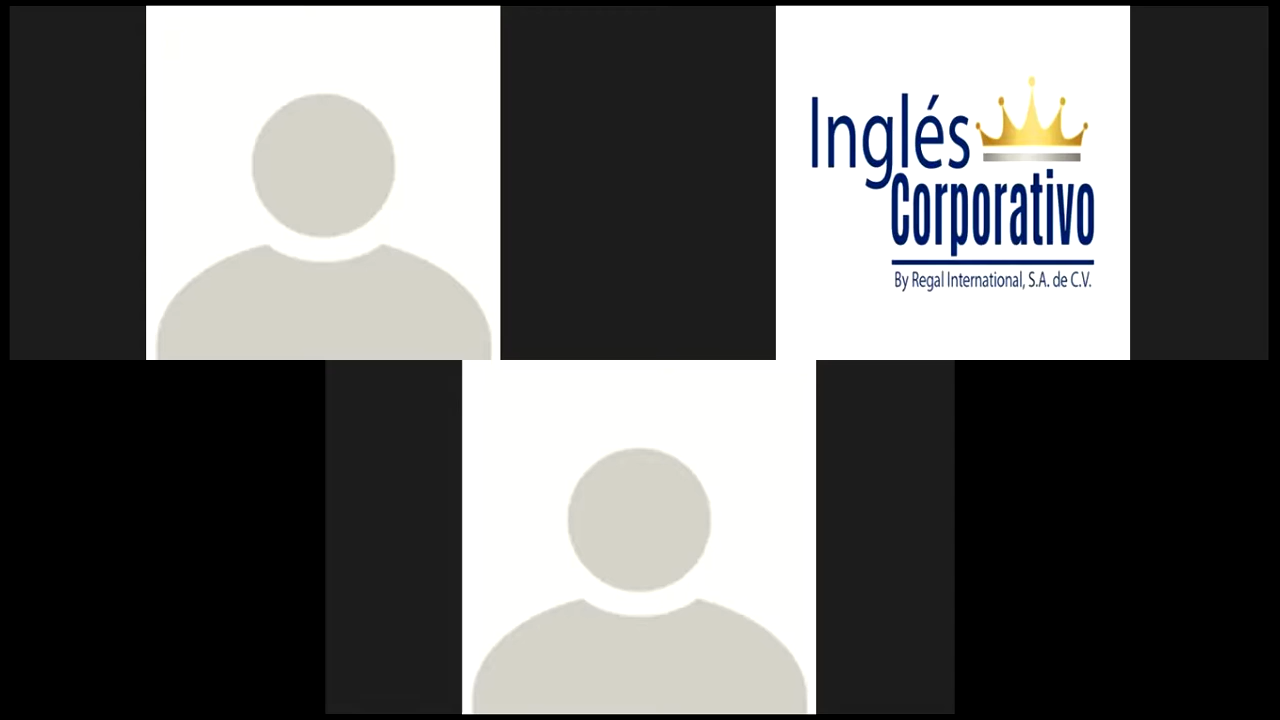 Inglés
Corporativo
By Regal International, S.A. de C.V.